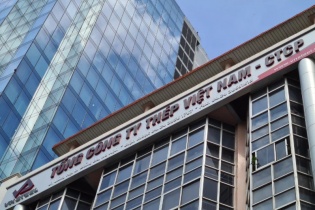 TỔNG CÔNG TY THÉP VIỆT NAM - CTCP